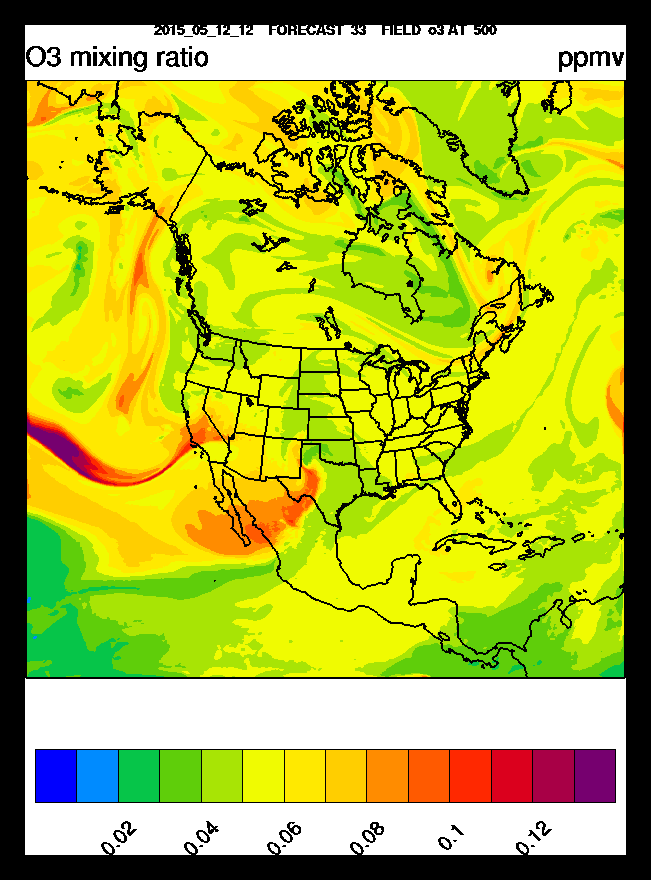 2015_05_12_12 FORECAST 33 FIELD o3 AT 500
O3 mixing ratio ppmv
0.02 0.04 0.06 0.08 0.1 0.12